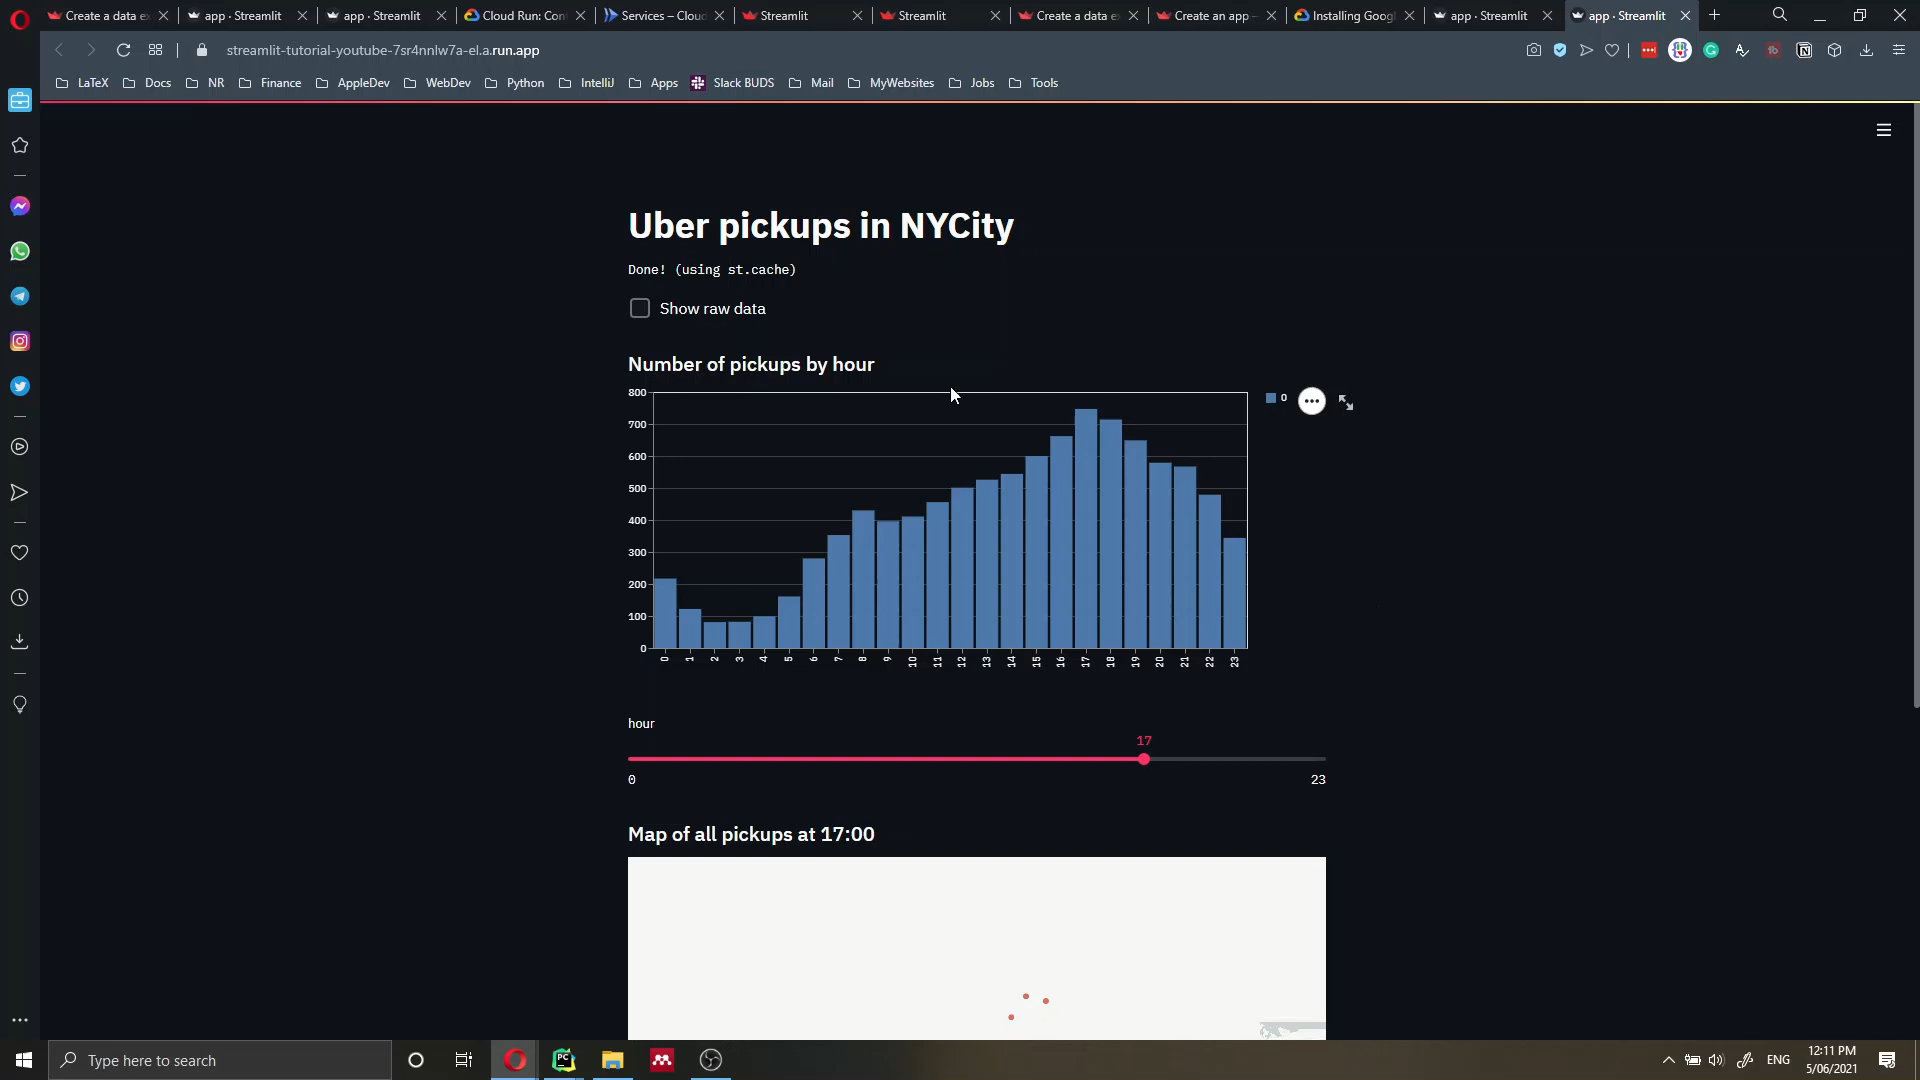 Create a data e
app · Streamlit
app · Streamlit
Cloud Run: Con
Services – Cloud
Streamlit
Streamlit
Create a data e
Create an app –
Installing Googl
app · Streamlit
app · Streamlit
streamlit-tutorial-youtube-7sr4nnlw7a-el.a.run.app
LaTeX
Docs
NR
Finance
AppleDev
WebDev
Python
IntelliJ
Apps
Slack BUDS
Mail
MyWebsites
Jobs
Tools
Uber pickups in NYCity
Done! (using st.cache)
Show raw data
Number of pickups by hour
800
700
600
500
400
300
200
100
0
0
0 1 2 3 4 5 6 7 8 9 10 11 12 13 14 15 16 17 18 19 20 21 22 23
hour
17
0
23
Map of all pickups at 17:00
PC
Type here to search
ENG
12:11 PM
5/06/2021